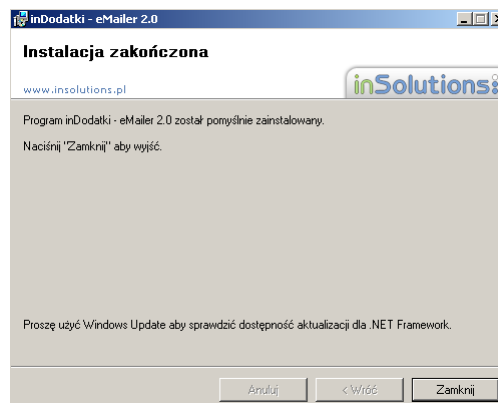 inDodatki - eMailer 2.0
Instalacja zakończona
www.insolutions.pl
inSolutions
Program inDodatki - eMailer 2.0 został pomyślnie zainstalowany.
Naciśnij "Zamknij" aby wyjść.
Proszę użyć Windows Update aby sprawdzić dostępność aktualizacji dla .NET Framework.
Anuluj
< Wróć
Zamknij